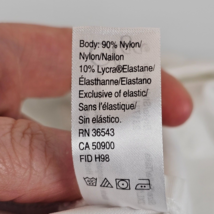 Body: 90% Nylon/
Nylon/Nailon
10% Lycra®Elastane/
Élasthanne/Elastano
Exclusive of elastic/
Sans l'élastique/
Sin elástico.
RN 36543
CA 50900
FID H98